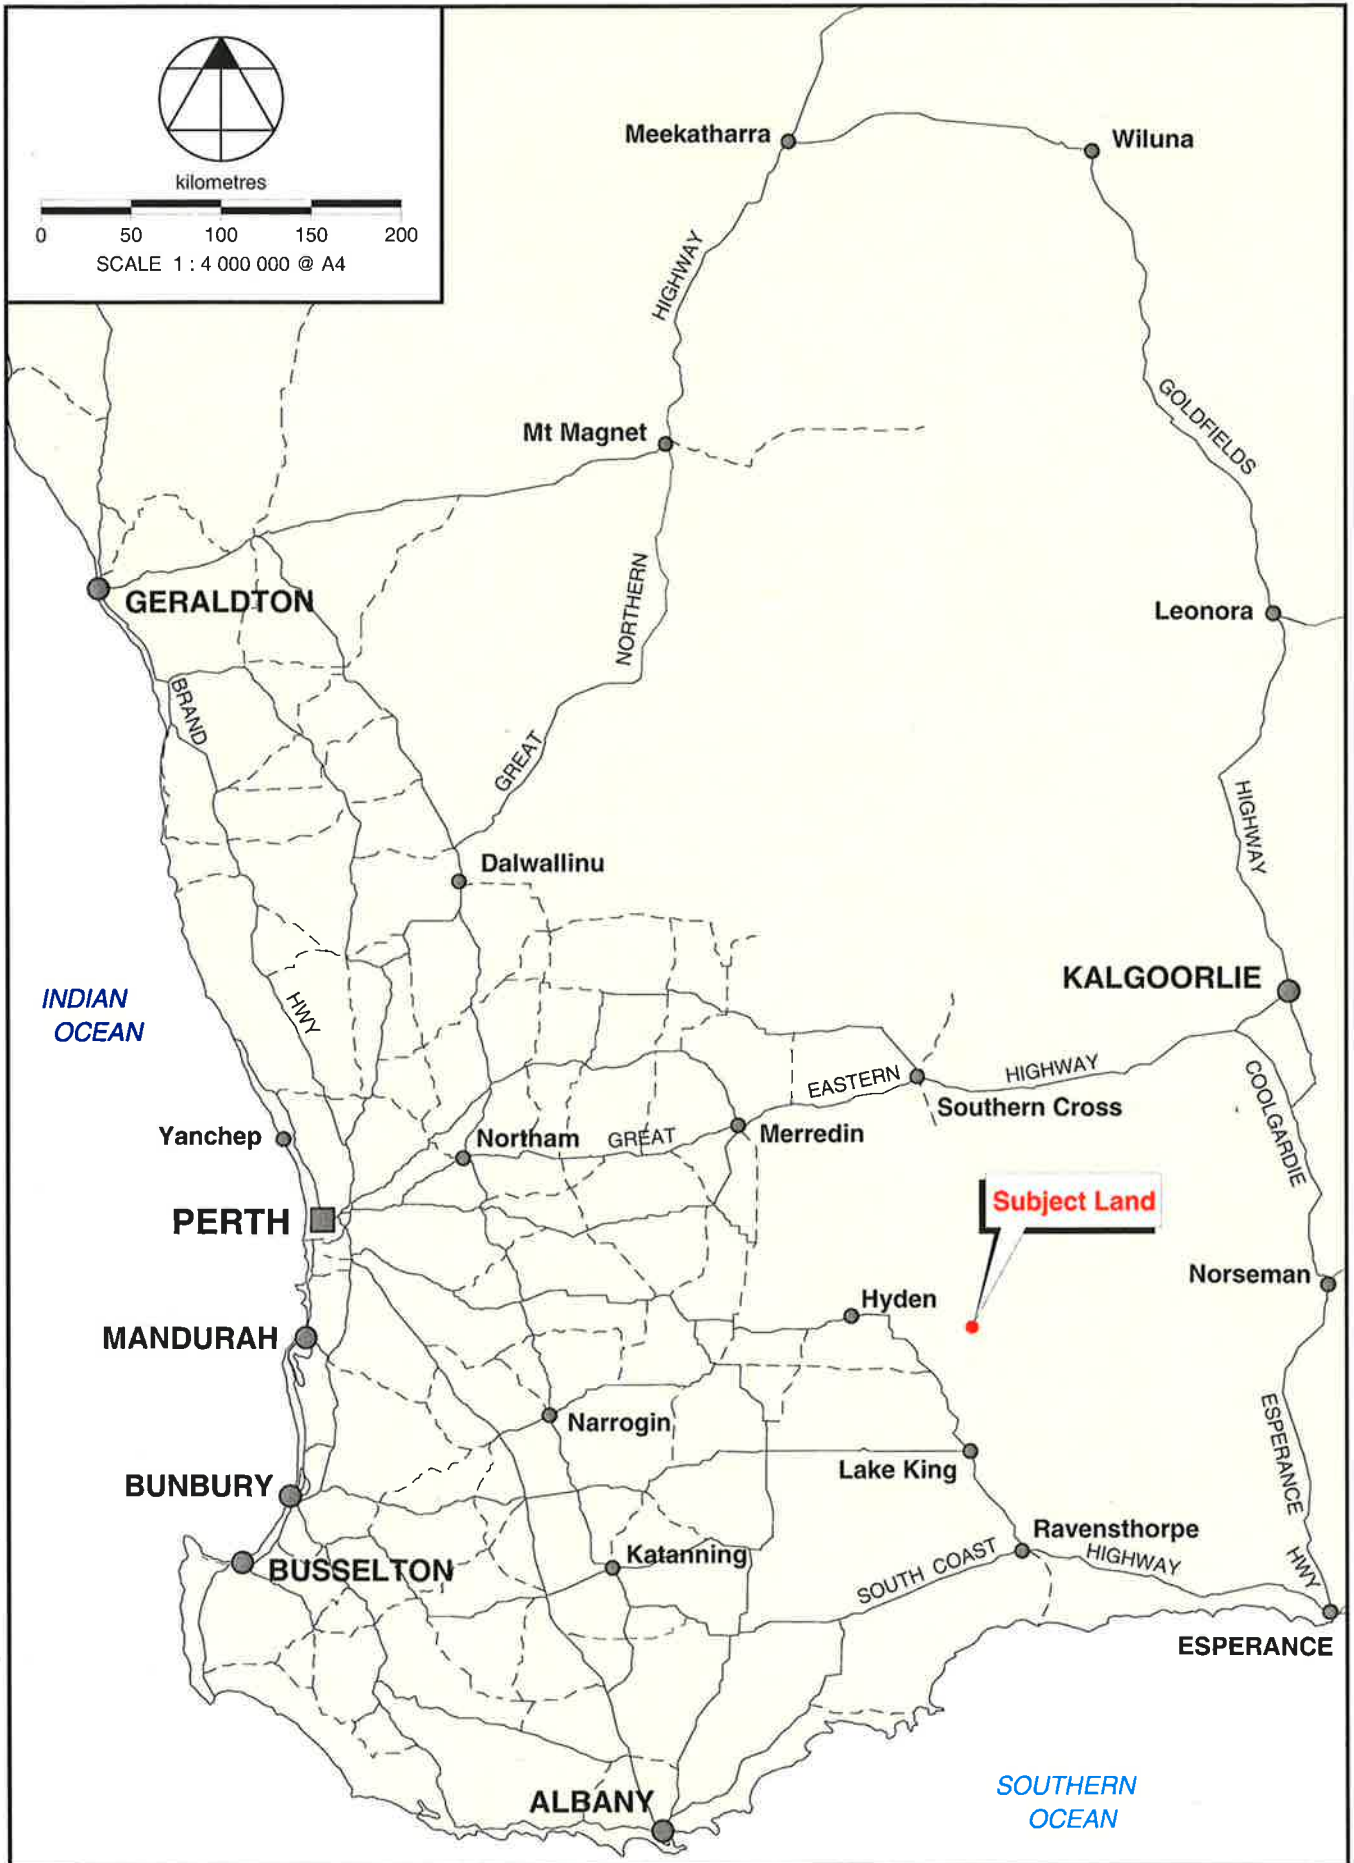 kilometres
0 50 100 150 200
SCALE 1 : 4 000 000 @ A4
Meekatharra
Wiluna
HIGHWAY
GOLDFIELDS
Mt Magnet
NORTHERN
GERALDTON
Leonora
BRAND
GREAT
HIGHWAY
Dalwallinu
KALGOORLIE
INDIAN
OCEAN
HWY
EASTERN
HIGHWAY
COOLGARDIE
Southern Cross
Yanchep
Northam
GREAT
Merredin
PERTH
Subject Land
Norseman
Hyden
MANDURAH
ESPERANCE
Narrogin
Lake King
BUNBURY
Ravensthorpe
SOUTH COAST
HIGHWAY
HWY
Katanning
BUSSELTON
ESPERANCE
SOUTHERN
OCEAN
ALBANY